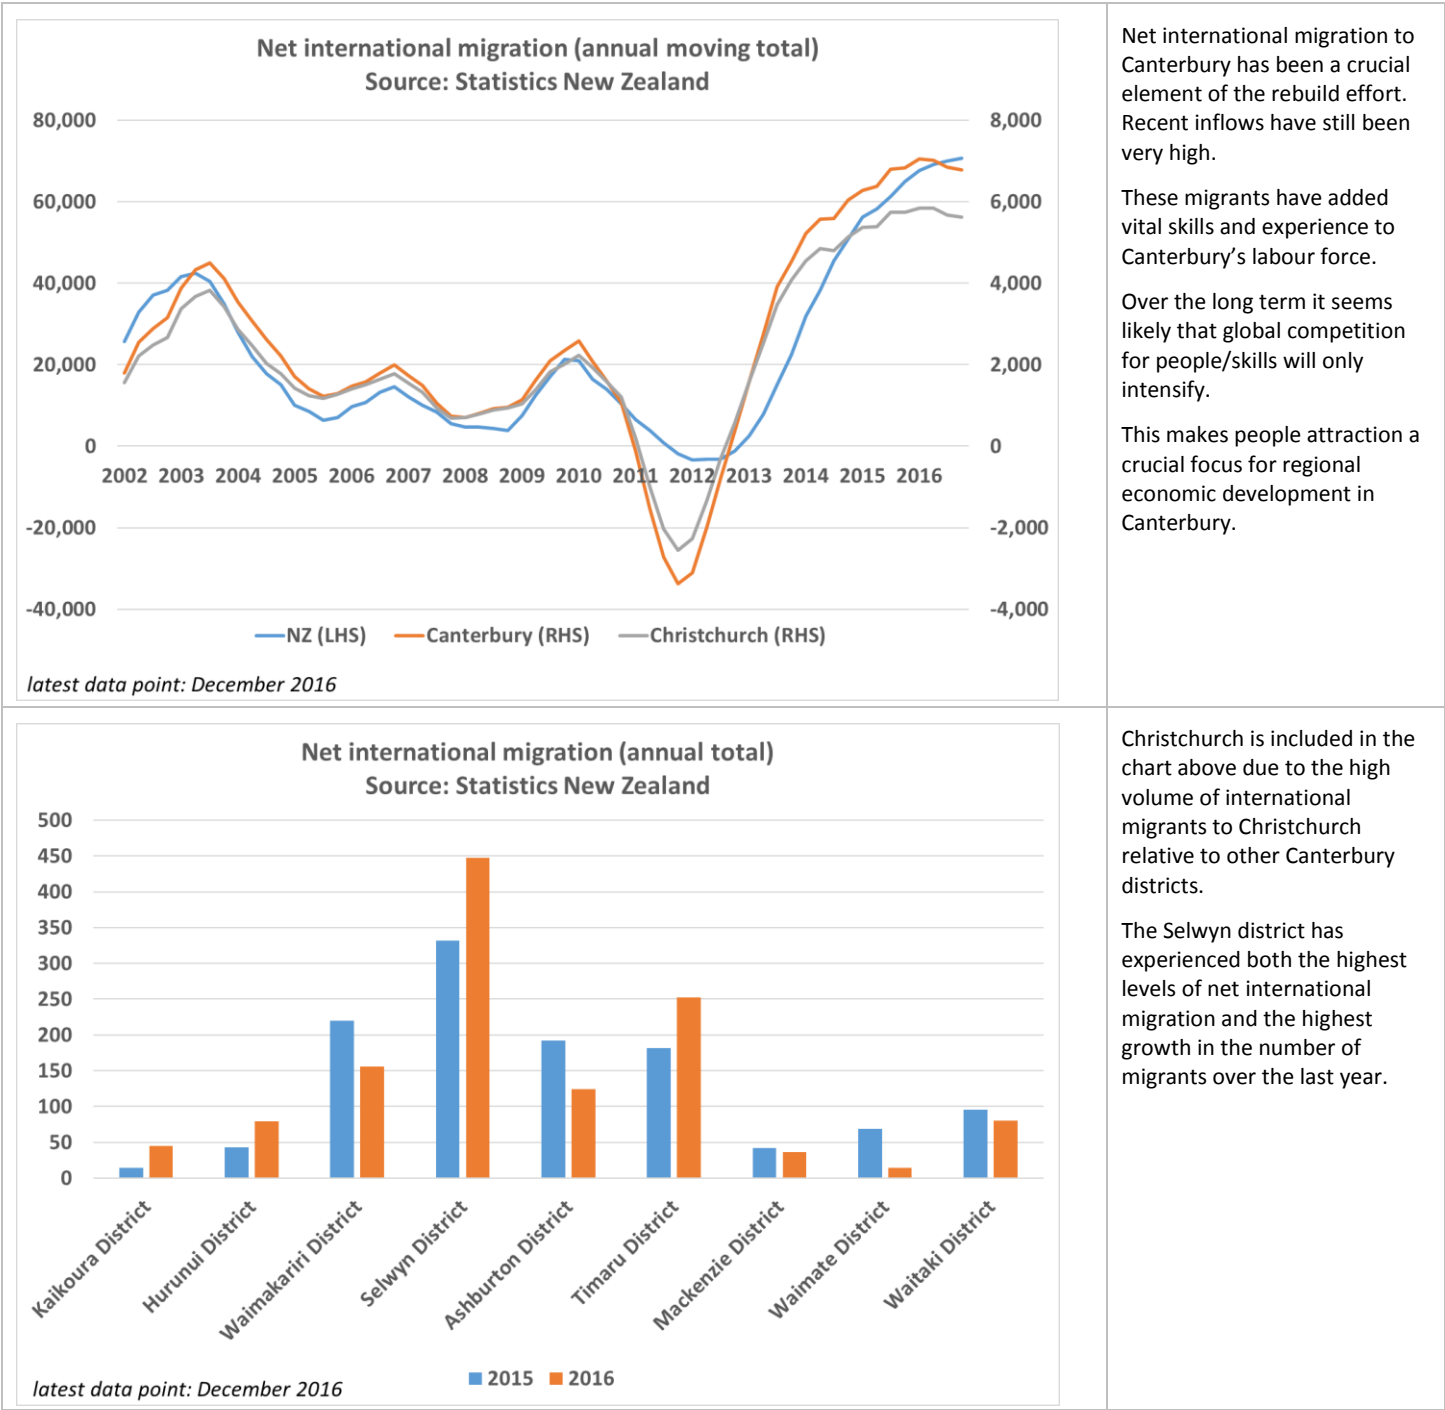 Net international migration (annual moving total)
Source: Statistics New Zealand
80,000
60,000
40,000
20,000
0
-20,000
-40,000
8,000
6,000
4,000
2,000
0
-2,000
-4,000
2002 2003 2004 2005 2006 2007 2008 2009 2010 2011 2012 2013 2014 2015 2016
NZ (LHS) Canterbury (RHS) Christchurch (RHS)
latest data point: December 2016
Net international migration to
Canterbury has been a crucial
element of the rebuild effort.
Recent inflows have still been
very high.
These migrants have added
vital skills and experience to
Canterbury's labour force.
Over the long term it seems
likely that global competition
for people/skills will only
intensify.
This makes people attraction a
crucial focus for regional
economic development in
Canterbury.
Net international migration (annual total)
Source: Statistics New Zealand
500
450
400
350
300
250
200
150
100
50
0
Kaikoura District
Hurunui District
Waimakariri District
Selwyn District
Ashburton District
Timaru District
Mackenzie District
Waimate District
Waitaki District
2015 2016
latest data point: December 2016
Christchurch is included in the
chart above due to the high
volume of international
migrants to Christchurch
relative to other Canterbury
districts.
The Selwyn district has
experienced both the highest
levels of net international
migration and the highest
growth in the number of
migrants over the last year.